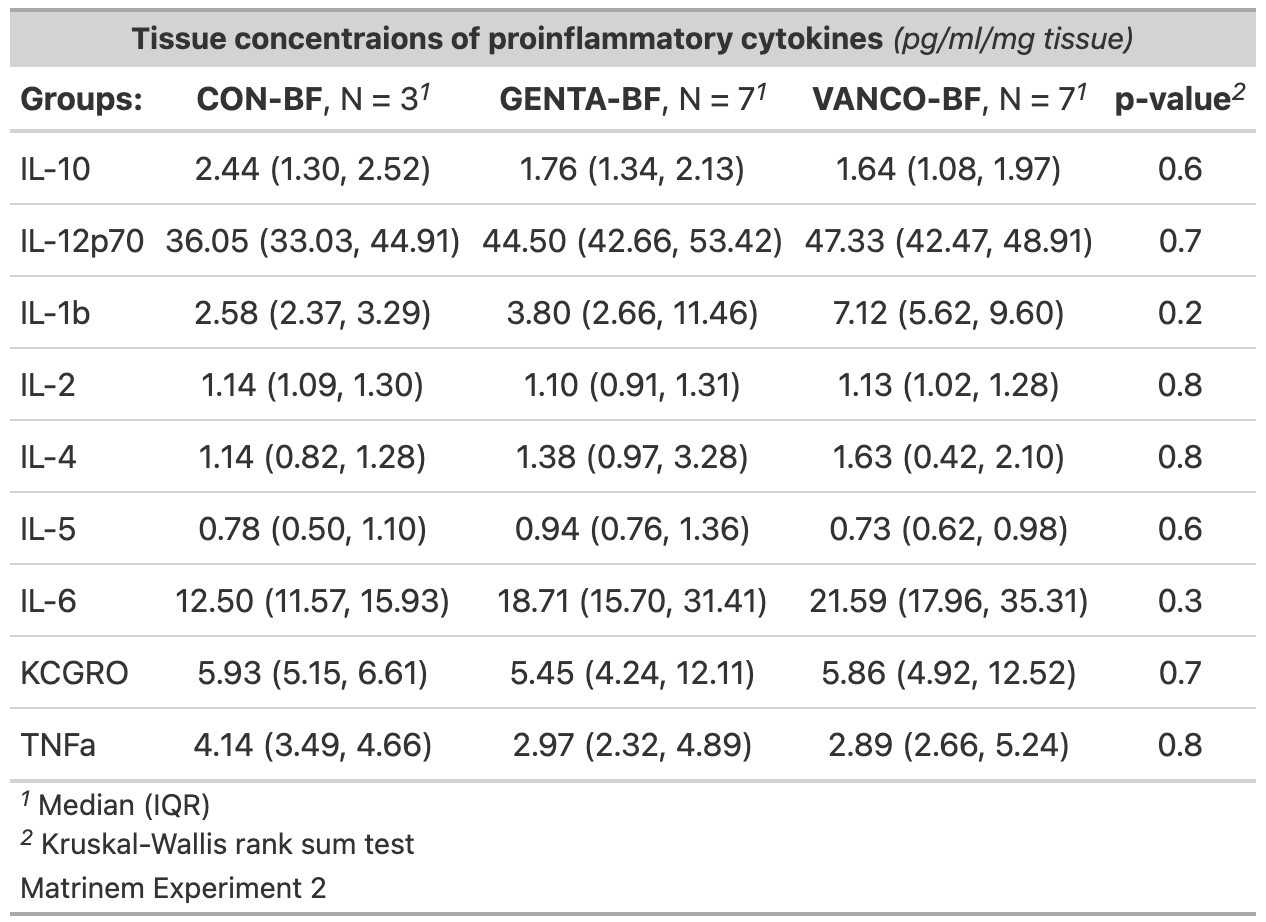 Tissue concentraions of proinflammatory cytokines (pg/ml/mg tissue)
Groups: CON-BF, N = 3¹ GENTA-BF, N = 7¹ VANCO-BF, N = 7¹ p-value²
IL-10 2.44 (1.30, 2.52) 1.76 (1.34, 2.13) 1.64 (1.08, 1.97) 0.6
IL-12p70 36.05 (33.03, 44.91) 44.50 (42.66, 53.42) 47.33 (42.47, 48.91) 0.7
IL-1b 2.58 (2.37, 3.29) 3.80 (2.66, 11.46) 7.12 (5.62, 9.60) 0.2
IL-2 1.14 (1.09, 1.30) 1.10 (0.91, 1.31) 1.13 (1.02, 1.28) 0.8
IL-4 1.14 (0.82, 1.28) 1.38 (0.97, 3.28) 1.63 (0.42, 2.10) 0.8
IL-5 0.78 (0.50, 1.10) 0.94 (0.76, 1.36) 0.73 (0.62, 0.98) 0.6
IL-6 12.50 (11.57, 15.93) 18.71 (15.70, 31.41) 21.59 (17.96, 35.31) 0.3
KCGRO 5.93 (5.15, 6.61) 5.45 (4.24, 12.11) 5.86 (4.92, 12.52) 0.7
TNFa 4.14 (3.49, 4.66) 2.97 (2.32, 4.89) 2.89 (2.66, 5.24) 0.8
¹ Median (IQR)
² Kruskal-Wallis rank sum test
Matrinem Experiment 2